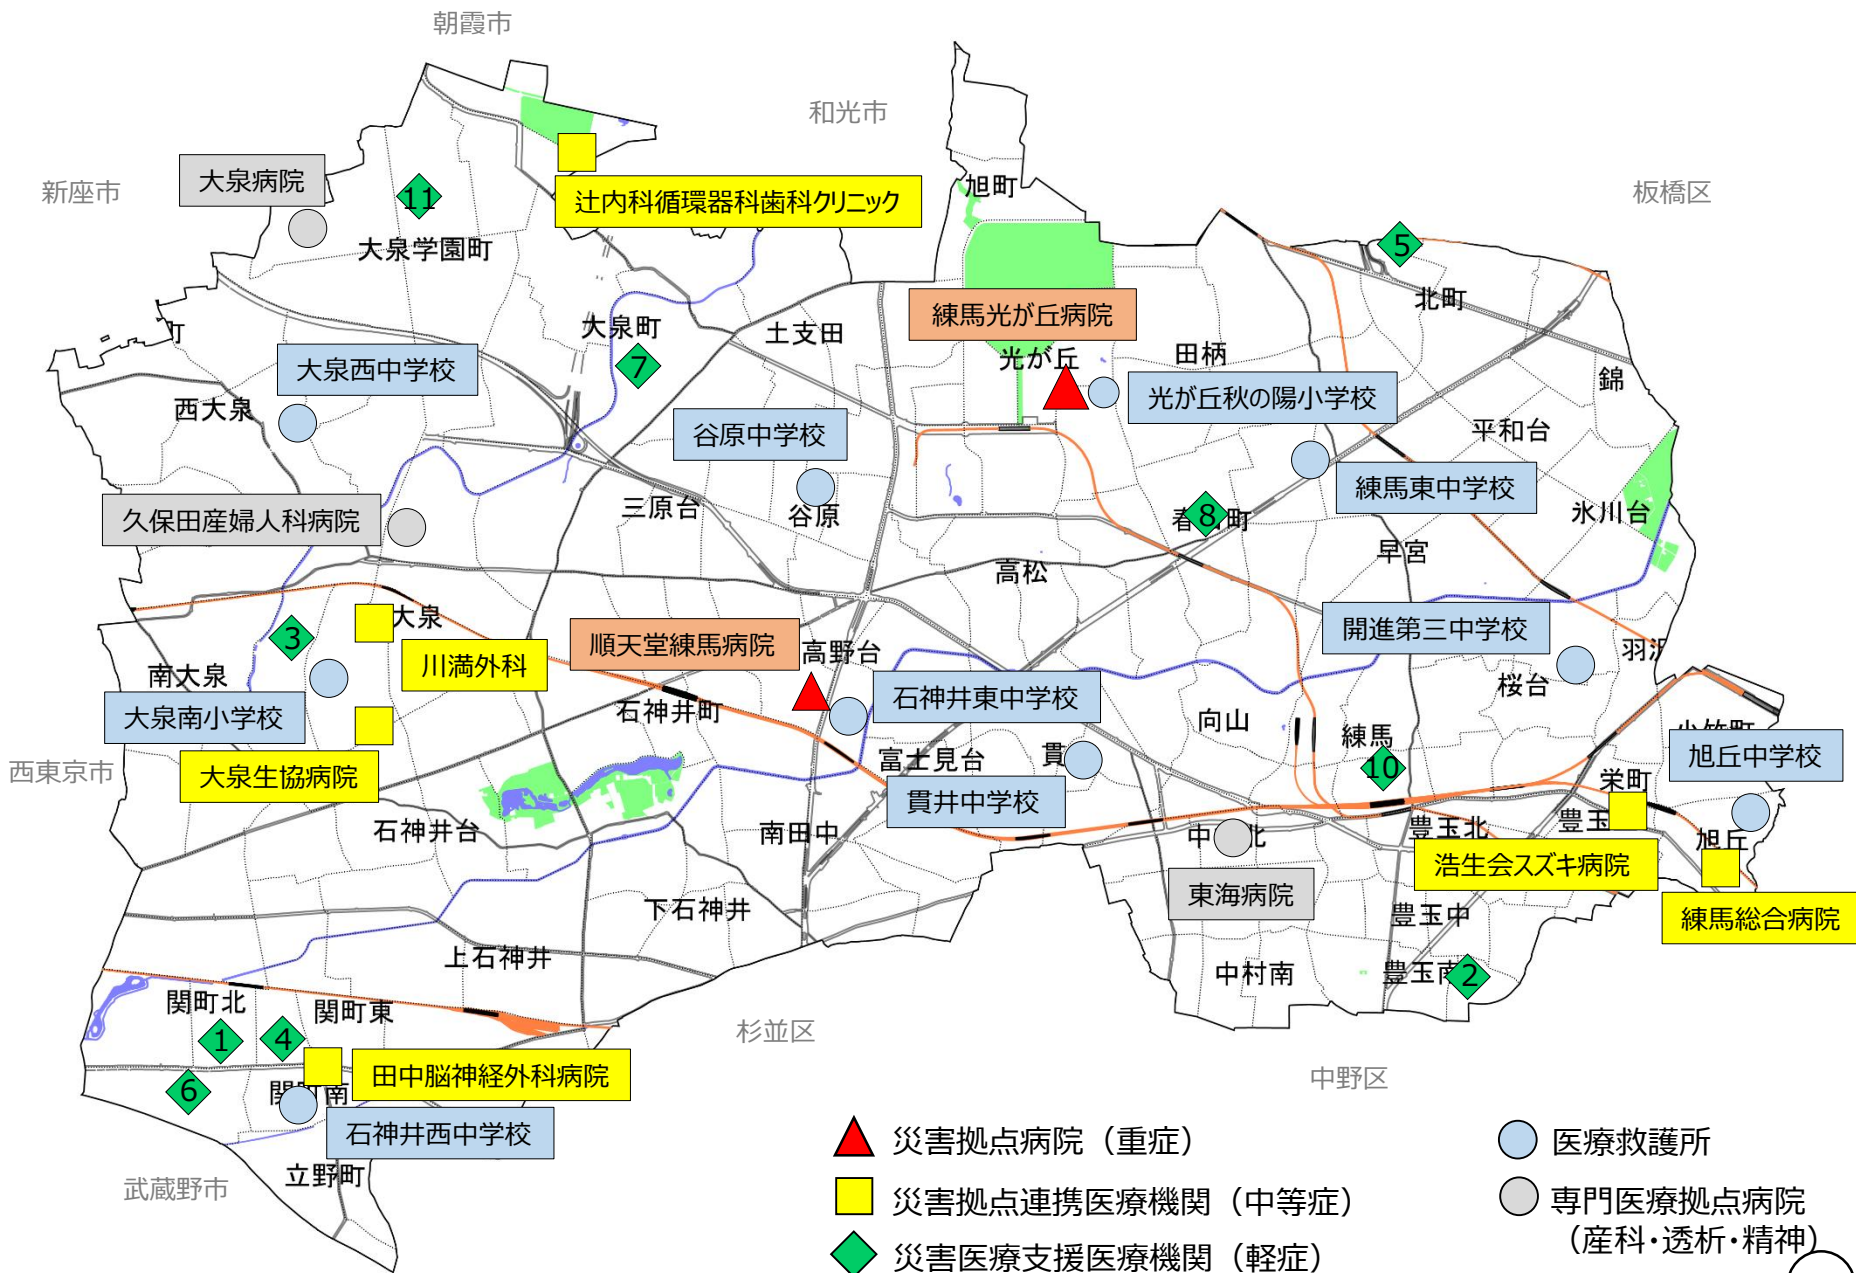 朝霞市
和光市
新座市
板橋区
大泉病院
11
辻内科循環器科歯科クリニック
旭町
大泉学園町
5
北町
練馬光が丘病院
大泉町
土支田
7
光が丘
田柄
大泉西中学校
錦
光が丘秋の陽小学校
西大泉
谷原中学校
平和台
練馬東中学校
三原台
谷原
久保田産婦人科病院
8
氷川台
早宮
高松
大泉
3
順天堂練馬病院
高野台
開進第三中学校
川満外科
南大泉
桜台
大泉南小学校
石神井町
石神井東中学校
向山
練馬
旭丘中学校
西東京市
大泉生協病院
富士見台
貫
10
栄町
貫井中学校
石神井台
南田中
豊玉北
豊玉
旭丘
中
北
浩生会スズキ病院
東海病院
下石神井
豊玉中
練馬総合病院
上石神井
中村南
豊玉南
2
関町北
関町東
1
4
杉並区
田中脳神経外科病院
中野区
6
関町南
石神井西中学校
立野町
武蔵野市
災害拠点病院（重症）
災害拠点連携医療機関（中等症）
災害医療支援医療機関（軽症）
医療救護所
専門医療拠点病院
（産科・透析・精神）